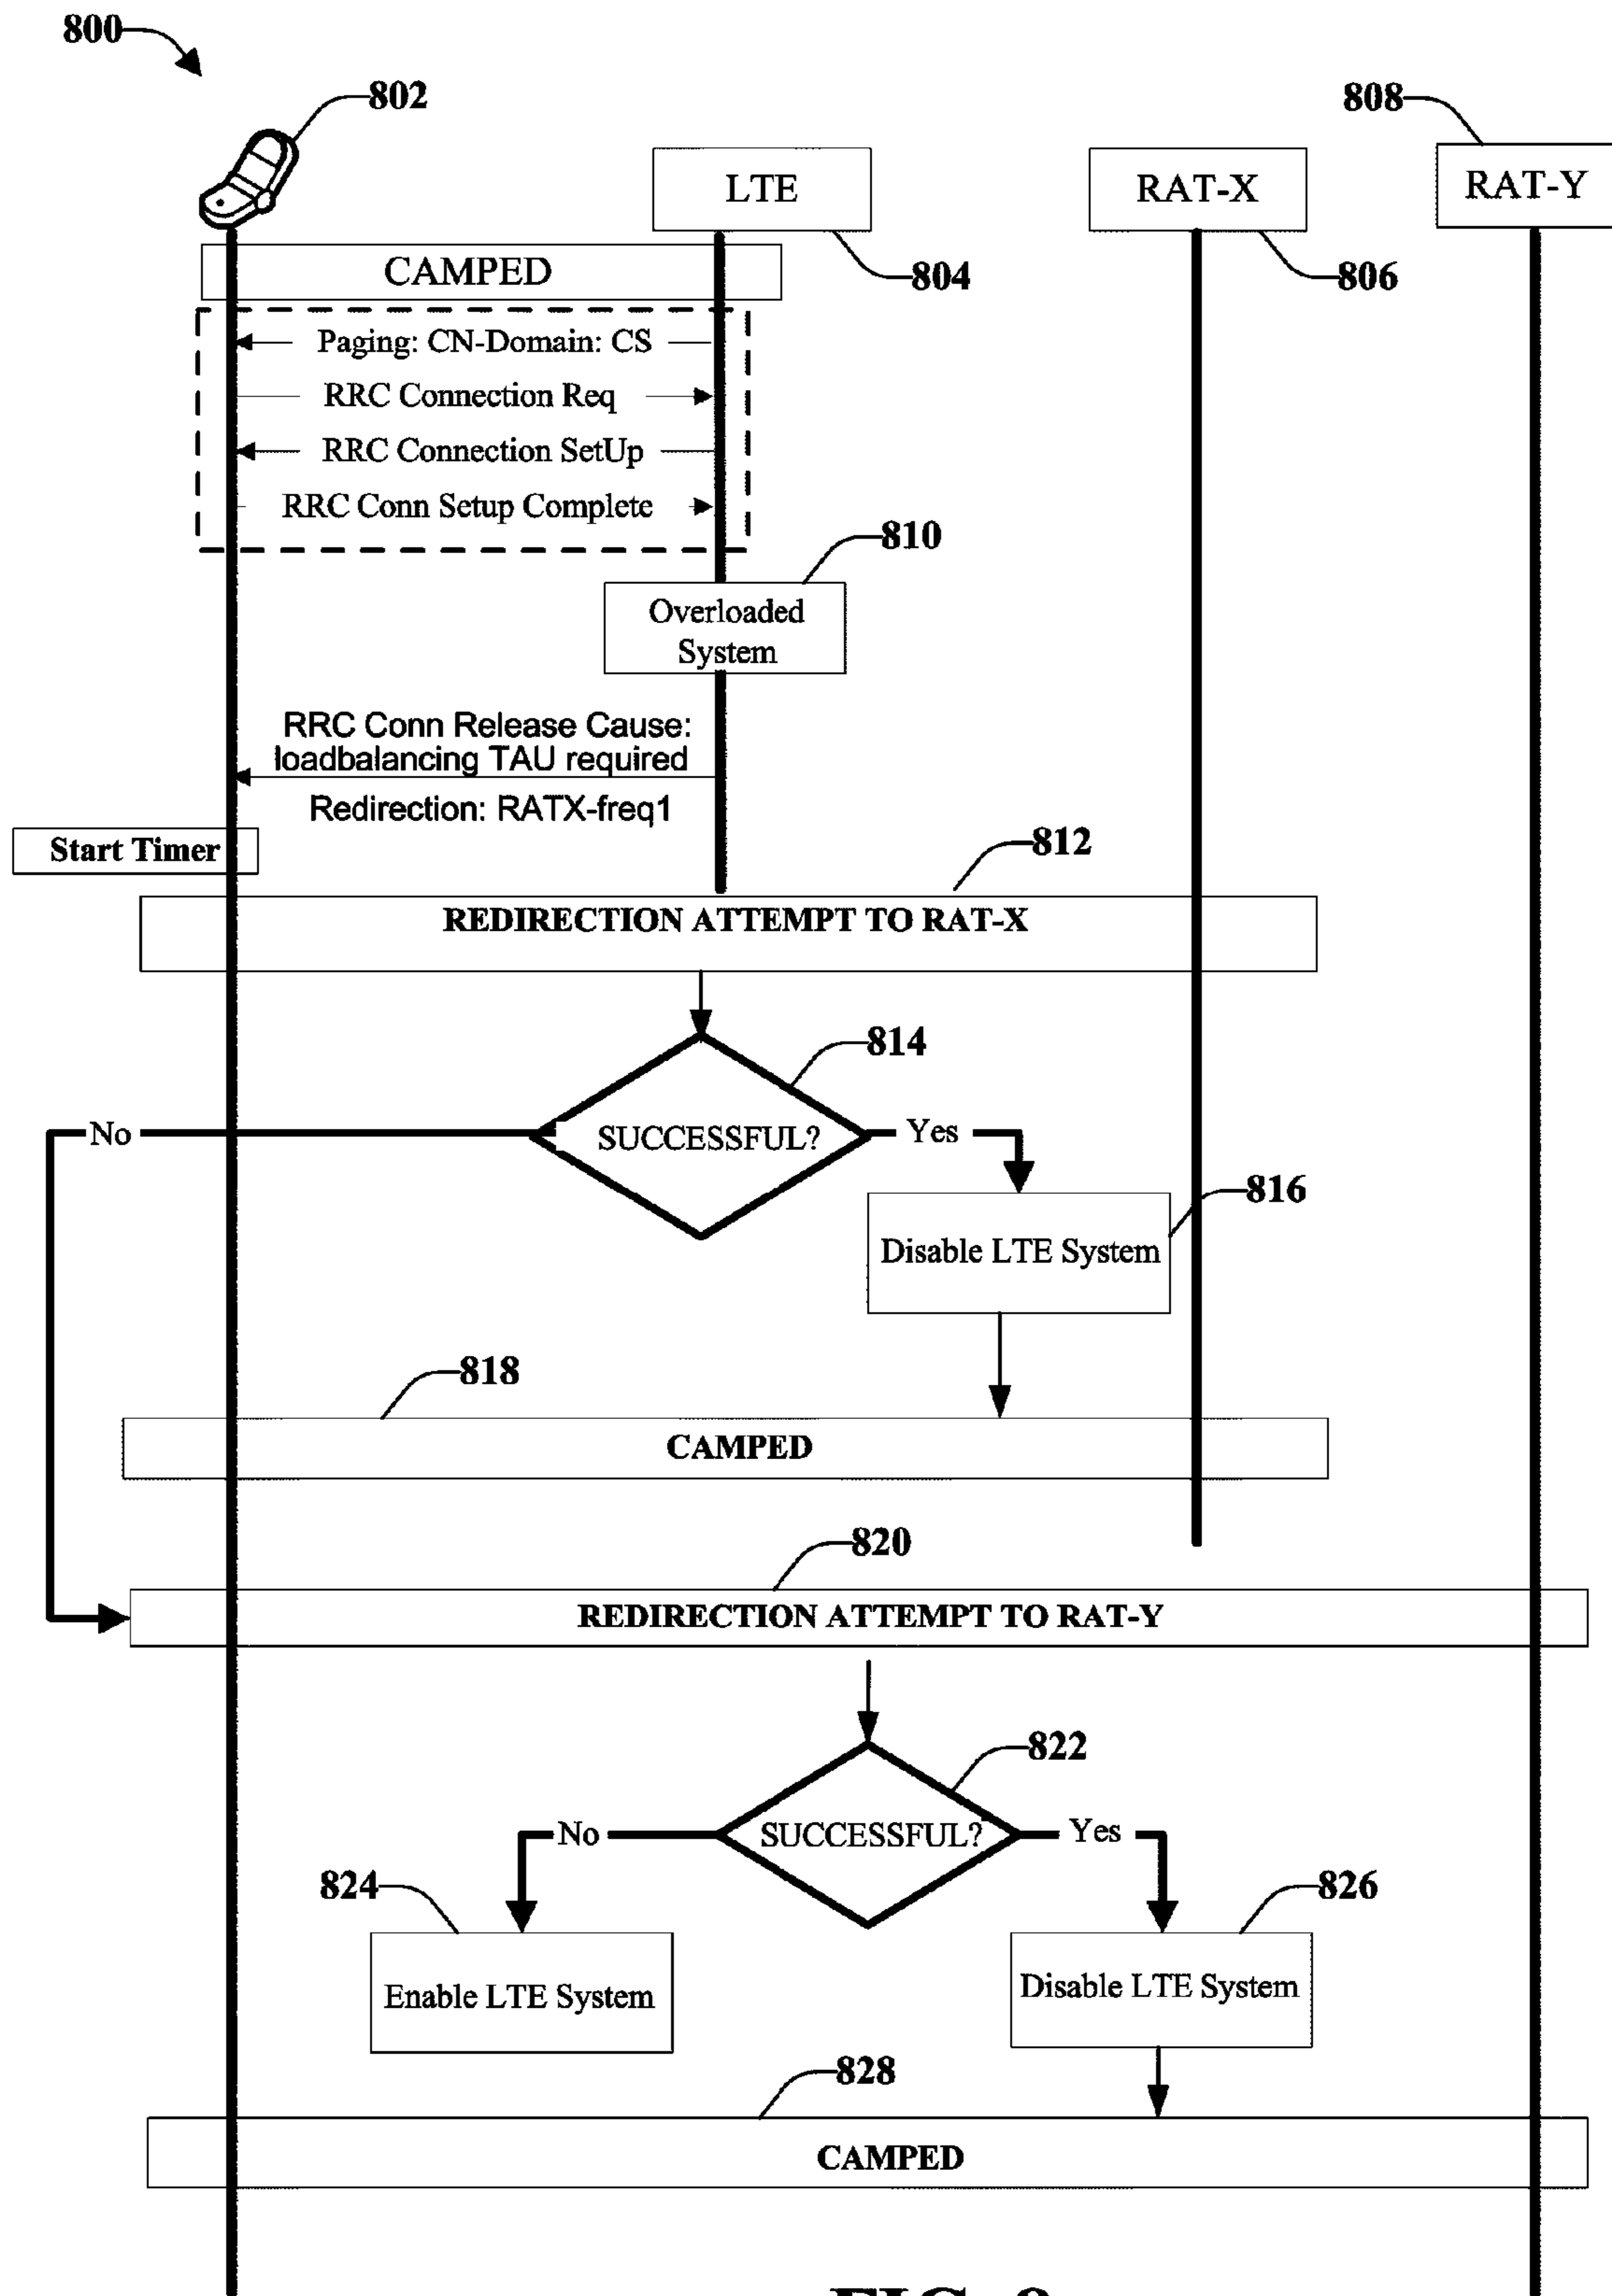 800
802
808
LTE
RAT-X
RAT-Y
804
806
CAMPED
Paging: CN-Domain: CS
RRC Connection Req
RRC Connection SetUp
RRC Conn Setup Complete
810
Overloaded
System
RRC Conn Release Cause:
loadbalancing TAU required
Redirection: RATX-freq1
Start Timer
812
REDIRECTION ATTEMPT TO RAT-X
814
No
SUCCESSFUL?
Yes
816
Disable LTE System
818
CAMPED
820
REDIRECTION ATTEMPT TO RAT-Y
822
No
SUCCESSFUL?
Yes
824
826
Enable LTE System
Disable LTE System
828
CAMPED